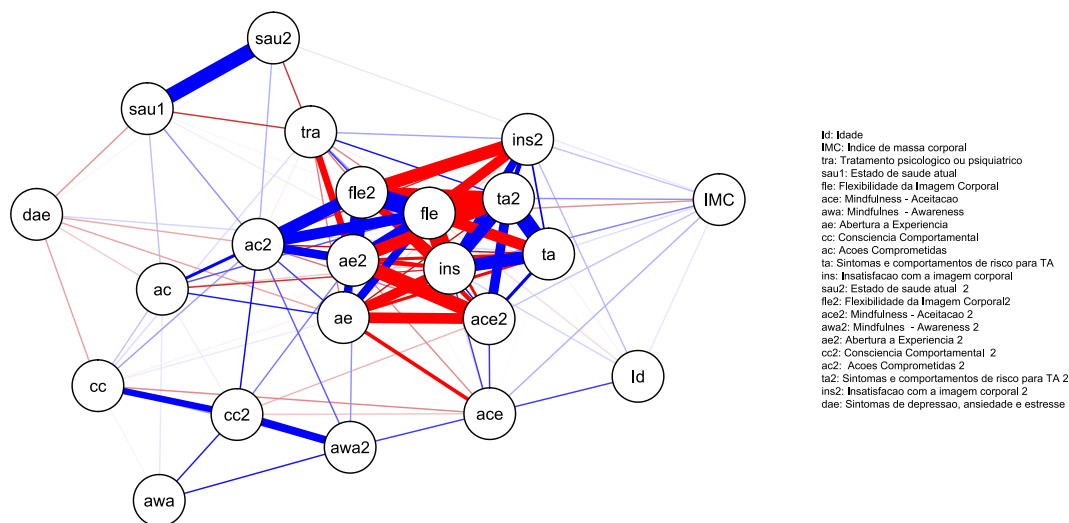 sau2
sau1
tra
ins2
fle2
ta2
IMC
fle
dae
ac2
ae2
ta
ins
ac
ae
ace2
Id
cc
cc2
ace
awa2
awa
Id: Idade
IMC: Indice de massa corporal
tra: Tratamento psicologico ou psiquiatrico
sau1: Estado de saude atual
fle: Flexibilidade da Imagem Corporal
ace: Mindfulness - Aceitacao
awa: Mindfulnes - Awareness
ae: Abertura a Experiencia
cc: Consciencia Comportamental
ac: Acoes Comprometidas
ta: Sintomas e comportamentos de risco para TA
ins: Insatisfacao com a imagem corporal
sau2: Estado de saude atual 2
fle2: Flexibilidade da Imagem Corporal2
ace2: Mindfulness - Aceitacao 2
awa2: Mindfulnes - Awareness 2
ae2: Abertura a Experiencia 2
cc2: Consciencia Comportamental 2
ac2: Acoes Comprometidas 2
ta2: Sintomas e comportamentos de risco para TA 2
ins2: Insatisfacao com a imagem corporal 2
dae: Sintomas de depressao, ansiedade e estresse